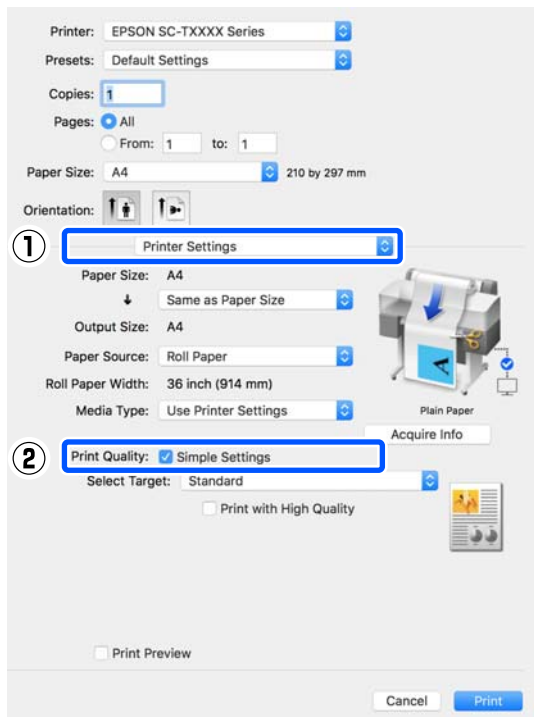 Printer: EPSON SC-TXXXX Series
Presets: Default Settings
Copies: 1
Pages: All
From: 1 to: 1
Paper Size: A4 210 by 297 mm
Orientation:
1 Printer Settings
Paper Size: A4
Same as Paper Size
Output Size: A4
Paper Source: Roll Paper
Roll Paper Width: 36 inch (914 mm)
Media Type: Use Printer Settings
Plain Paper
Acquire Info
2 Print Quality: Simple Settings
Select Target: Standard
Print with High Quality
Print Preview
Cancel Print